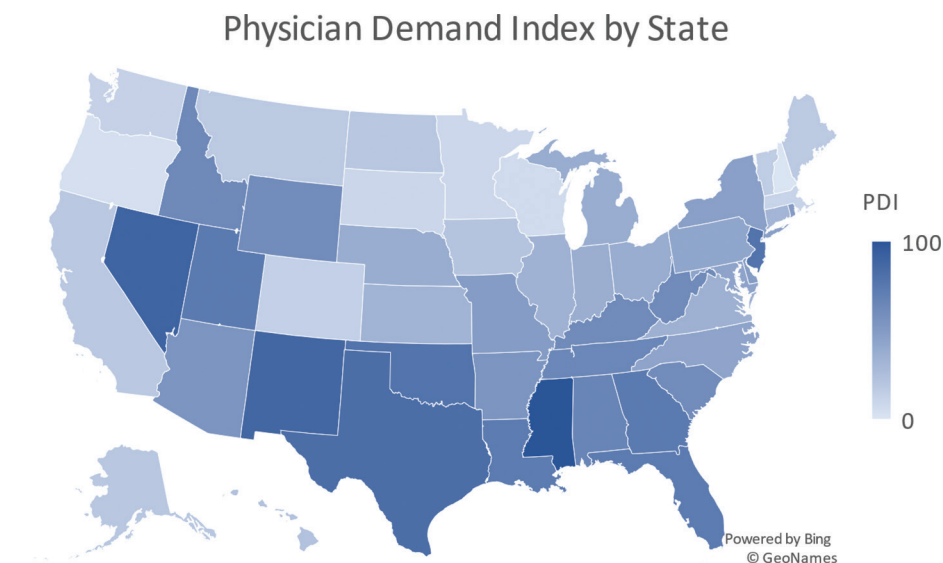 Physician Demand Index by State
PDI
100
0
Powered by Bing
© GeoNames